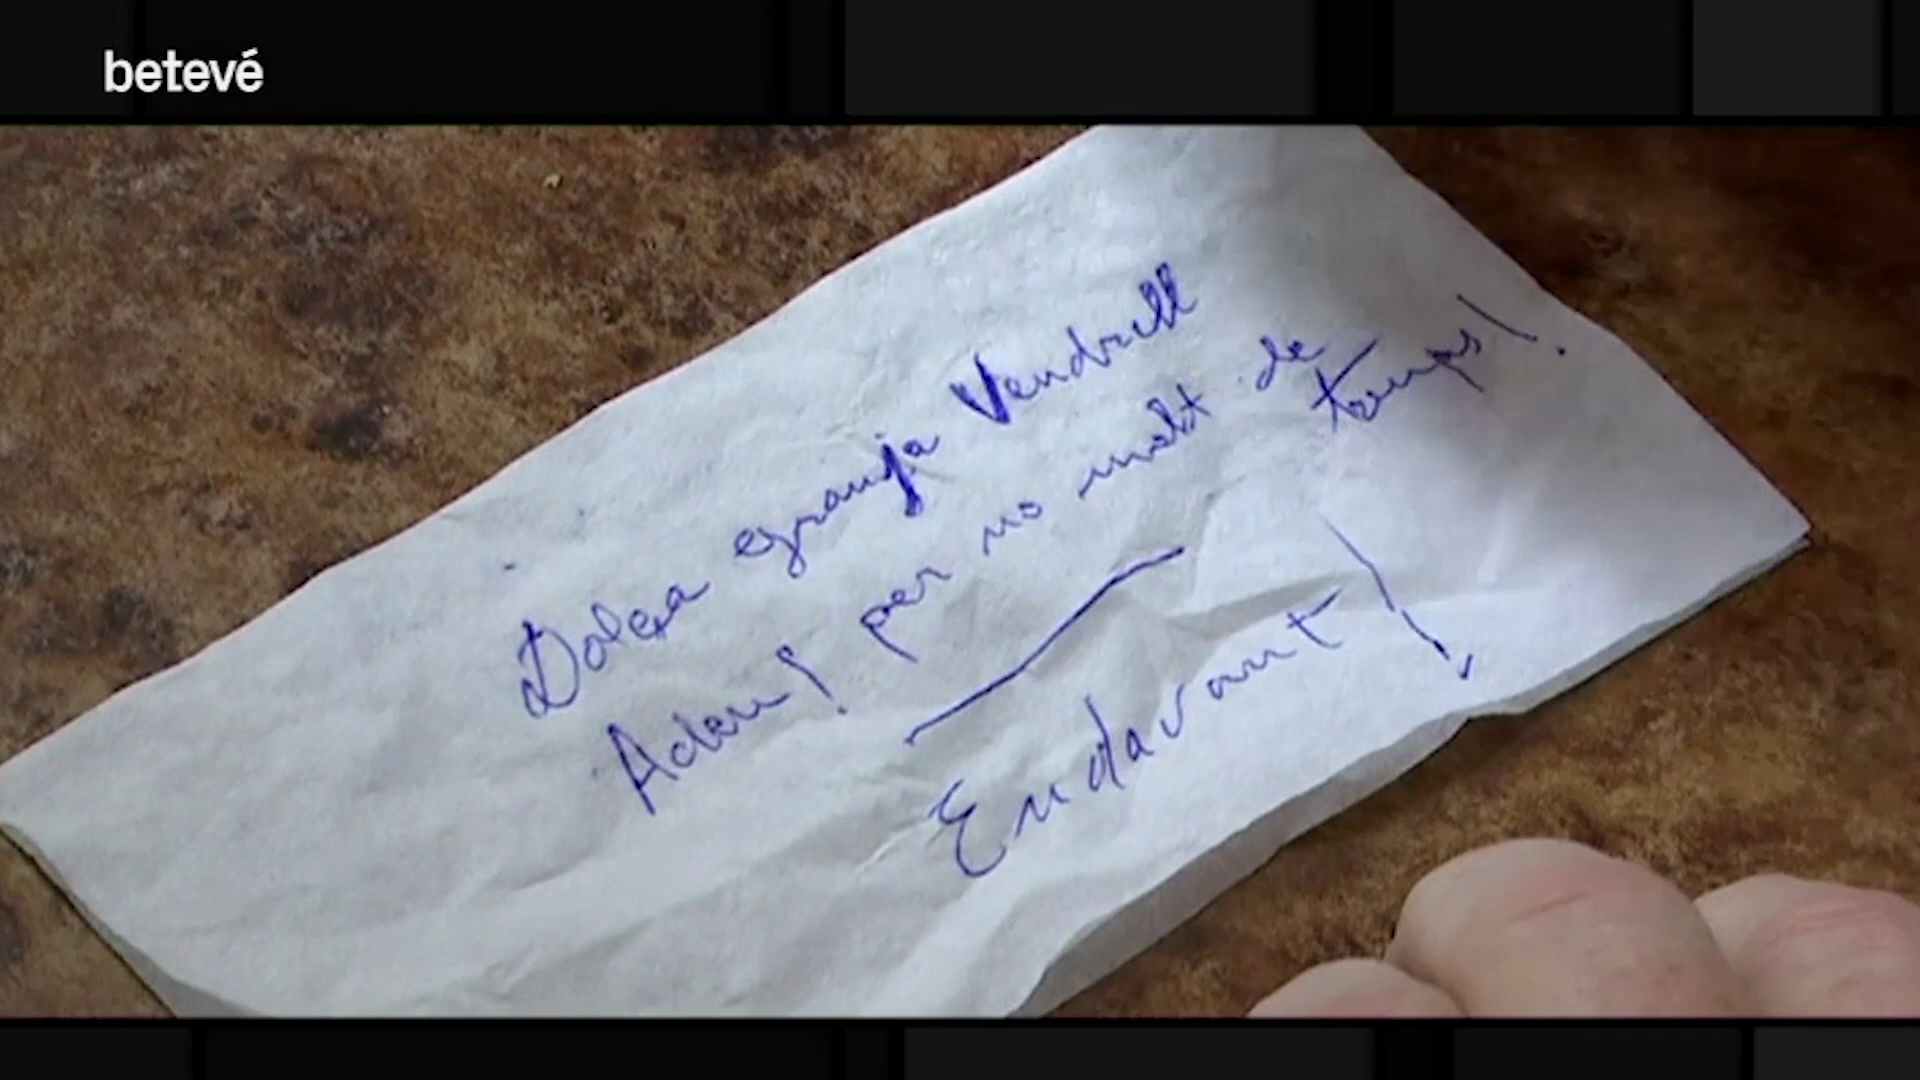 betevé
Dolça granja Vendrell
Adeu! per no molt de
temps!
Endavant!